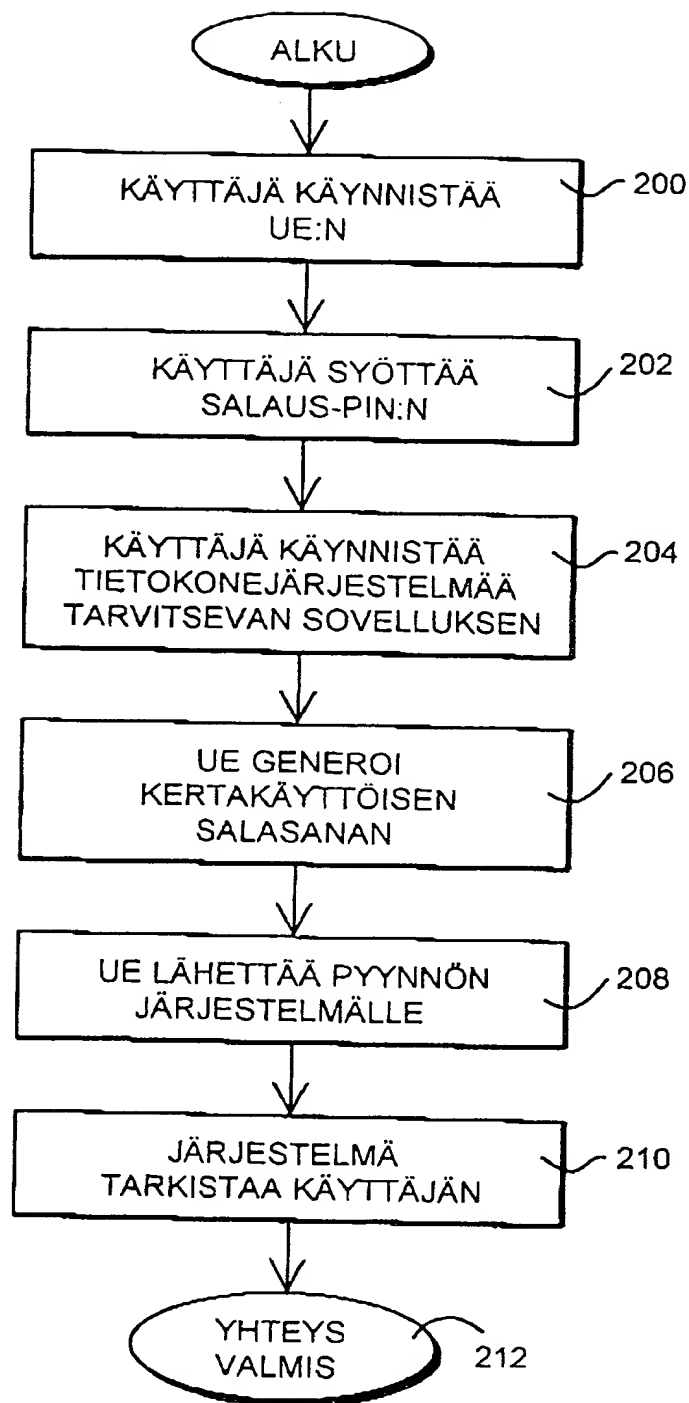 ALKU
KÄYTTÄJÄ KÄYNNISTÄÄ
UE:N
200
KÄYTTÄJÄ SYÖTTÄÄ
SALAUS-PIN:N
202
KÄYTTÄJÄ KÄYNNISTÄÄ
TIETOKONEJÄRJESTELMÄÄ
TARVITSEVAN SOVELLUKSEN
204
UE GENEROI
KERTAKÄYTTÖISEN
SALASANAN
206
UE LÄHETTÄÄ PYYNNÖN
JÄRJESTELMÄLLE
208
JÄRJESTELMÄ
TARKISTAA KÄYTTÄJÄN
210
YHTEYS
VALMIS
212